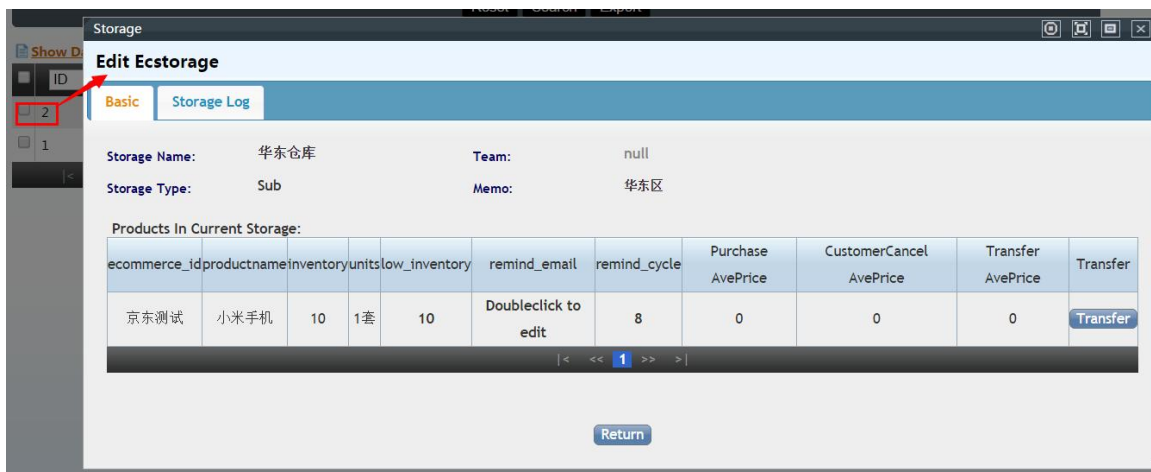 Reset Search Export
Storage
Show D
Edit Ecstorage
ID
Basic Storage Log
2
1
Storage Name: 华东仓库 Team: null
Storage Type: Sub Memo: 华东区
Products In Current Storage:
ecommerce_id productname inventory units low_inventory remind_email remind_cycle Purchase AvePrice CustomerCancel AvePrice Transfer AvePrice Transfer
京东测试 小米手机 10 1套 10 Doubleclick to edit 8 0 0 0 Transfer
|< << 1 >> >|
|<
Return